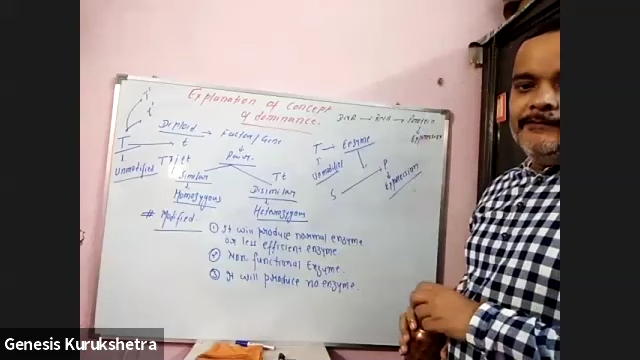 Explanation of Concept
of dominance.
DNA → RNA → Protein
↓
Expression
T'
t'
T → t
↓
Unmodified
Diploid → Factor/Gene
↓
Pair.
TT, tt
Similar
↓
Homozygous
Tt
Dissimilar
↓
Heterozygous
T → Enzyme
↓
Unmodified
S → P
↓
Expression
# Modified.
① It will produce normal enzyme
or less efficient enzyme
② Non functional Enzyme.
③ It will produce no enzyme.
Genesis Kurukshetra